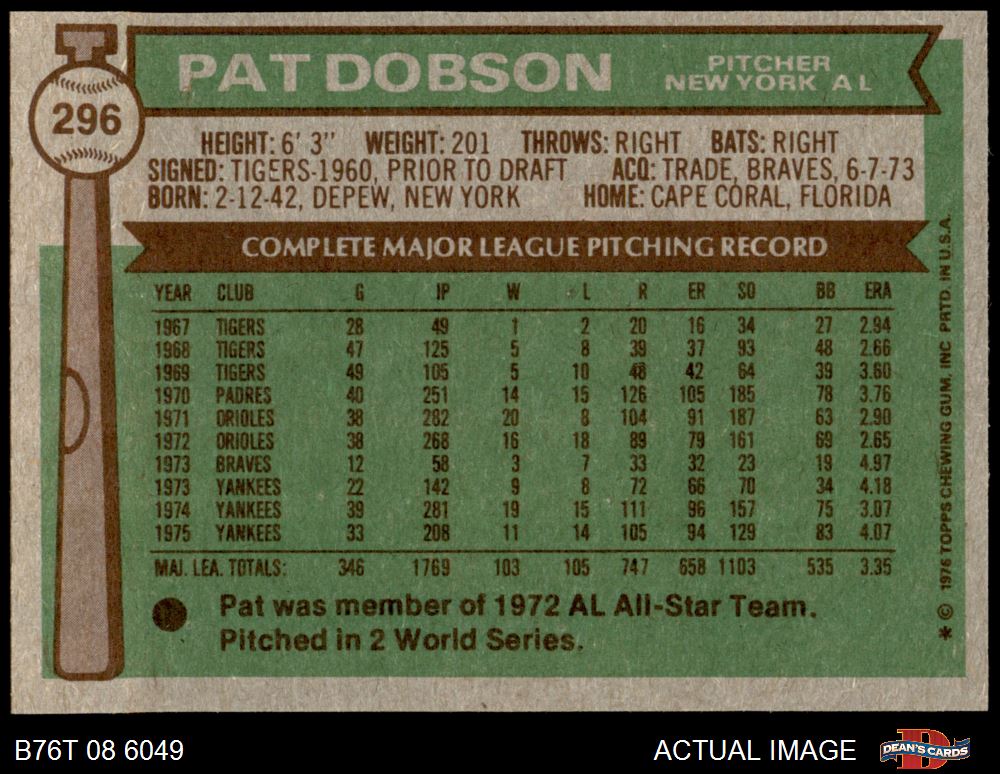 296
PAT DOBSON PITCHER
NEW YORK AL
HEIGHT: 6' 3" WEIGHT: 201 THROWS: RIGHT BATS: RIGHT
SIGNED: TIGERS-1960, PRIOR TO DRAFT ACQ: TRADE, BRAVES, 6-7-73
BORN: 2-12-42, DEPEW, NEW YORK HOME: CAPE CORAL, FLORIDA
COMPLETE MAJOR LEAGUE PITCHING RECORD
YEAR CLUB G IP W L R ER SO BB ERA
1967 TIGERS 28 49 1 2 20 16 34 27 2.94
1968 TIGERS 47 125 5 8 39 37 93 48 2.66
1969 TIGERS 49 105 5 10 48 42 64 39 3.60
1970 PADRES 40 251 14 15 126 105 185 78 3.76
1971 ORIOLES 38 282 20 8 104 91 187 63 2.90
1972 ORIOLES 38 268 16 18 89 79 161 69 2.65
1973 BRAVES 12 58 3 7 33 32 23 19 4.97
1973 YANKEES 22 142 9 8 72 66 70 34 4.18
1974 YANKEES 39 281 19 15 111 96 157 75 3.07
1975 YANKEES 33 208 11 14 105 94 129 83 4.07
MAJ. LEA. TOTALS: 346 1769 103 105 747 658 1103 535 3.35
Pat was member of 1972 AL All-Star Team.
Pitched in 2 World Series.
* © 1976 TOPPS CHEWING GUM, INC PRTD. IN U.S.A.
B76T 08 6049 ACTUAL IMAGE DEAN'S CARDS